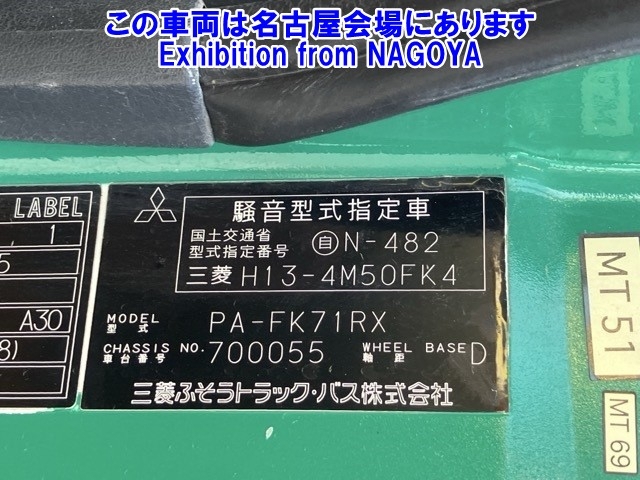 この車両は名古屋会場にあります
Exhibition from NAGOYA
LABEL
1
5
A30
8)
騒音型式指定車
国土交通省
型式指定番号 自 N-482
三菱 H13-4M50FK4
MODEL
型式 PA-FK71RX
CHASSIS NO.
車台番号 700055
WHEEL BASE
軸距 D
三菱ふそうトラック・バス株式会社
MT 51
MT 69